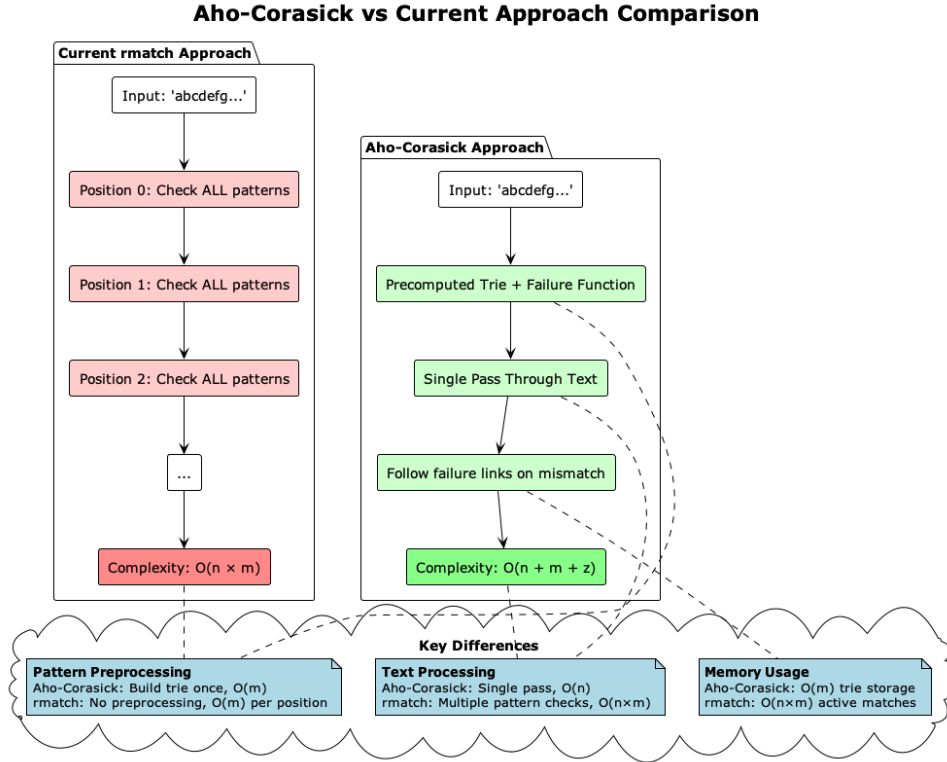 Aho-Corasick vs Current Approach Comparison
Current rmatch Approach
Input: 'abcdefg...'
Position 0: Check ALL patterns
Position 1: Check ALL patterns
Position 2: Check ALL patterns
...
Complexity: O(n × m)
Aho-Corasick Approach
Input: 'abcdefg...'
Precomputed Trie + Failure Function
Single Pass Through Text
Follow failure links on mismatch
Complexity: O(n + m + z)
Key Differences
Pattern Preprocessing
Aho-Corasick: Build trie once, O(m)
rmatch: No preprocessing, O(m) per position
Text Processing
Aho-Corasick: Single pass, O(n)
rmatch: Multiple pattern checks, O(n×m)
Memory Usage
Aho-Corasick: O(m) trie storage
rmatch: O(n×m) active matches